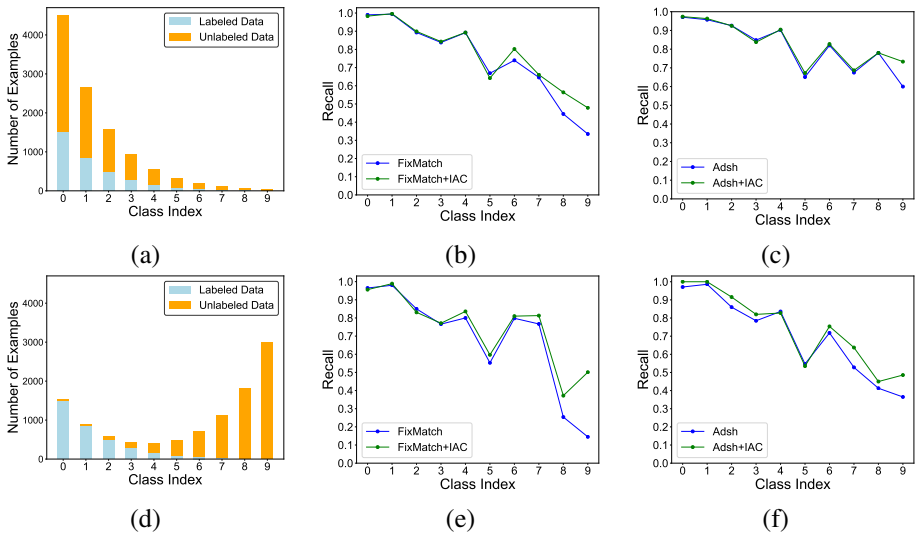 Number of Examples
4000
3000
2000
1000
0
Labeled Data
Unlabeled Data
0 1 2 3 4 5 6 7 8 9
Class Index
(a)
Recall
1.0
0.9
0.8
0.7
0.6
0.5
0.4
0.3
0.2
0.1
0.0
FixMatch
FixMatch+IAC
0 1 2 3 4 5 6 7 8 9
Class Index
(b)
Recall
1.0
0.9
0.8
0.7
0.6
0.5
0.4
0.3
0.2
0.1
0.0
Adsh
Adsh+IAC
0 1 2 3 4 5 6 7 8 9
Class Index
(c)
Number of Examples
4000
3000
2000
1000
0
Labeled Data
Unlabeled Data
0 1 2 3 4 5 6 7 8 9
Class Index
(d)
Recall
1.0
0.9
0.8
0.7
0.6
0.5
0.4
0.3
0.2
0.1
0.0
FixMatch
FixMatch+IAC
0 1 2 3 4 5 6 7 8 9
Class Index
(e)
Recall
1.0
0.9
0.8
0.7
0.6
0.5
0.4
0.3
0.2
0.1
0.0
Adsh
Adsh+IAC
0 1 2 3 4 5 6 7 8 9
Class Index
(f)